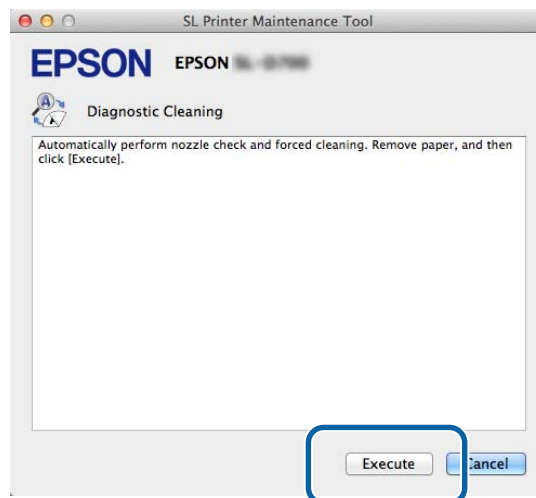 SL Printer Maintenance Tool
EPSON EPSON
Diagnostic Cleaning
Automatically perform nozzle check and forced cleaning. Remove paper, and then
click [Execute].
Execute Cancel